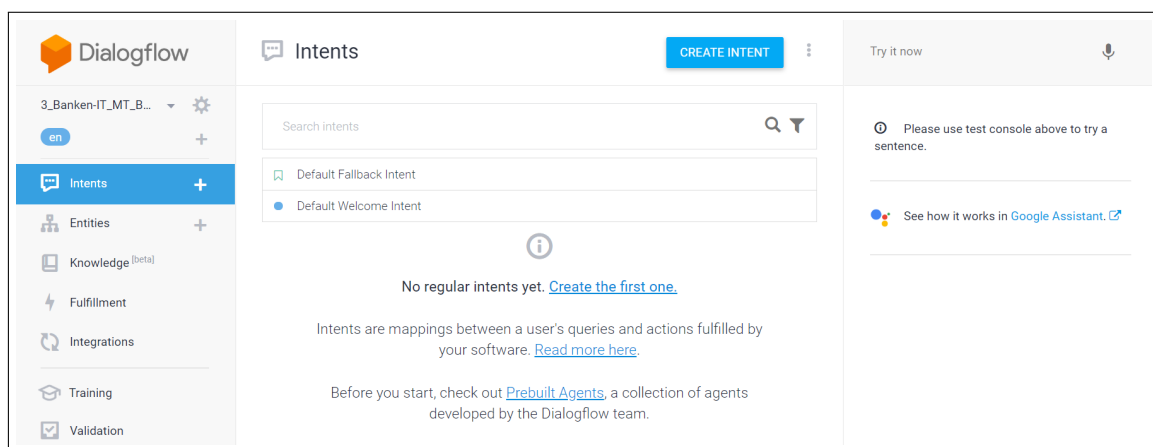 Dialogflow
3_Banken-IT_MT_B...
en
Intents
Entities
Knowledge [beta]
Fulfillment
Integrations
Training
Validation
Intents
CREATE INTENT
Search intents
Default Fallback Intent
Default Welcome Intent
No regular intents yet. Create the first one.
Intents are mappings between a user's queries and actions fulfilled by
your software. Read more here.
Before you start, check out Prebuilt Agents, a collection of agents
developed by the Dialogflow team.
Try it now
Please use test console above to try a
sentence.
See how it works in Google Assistant.